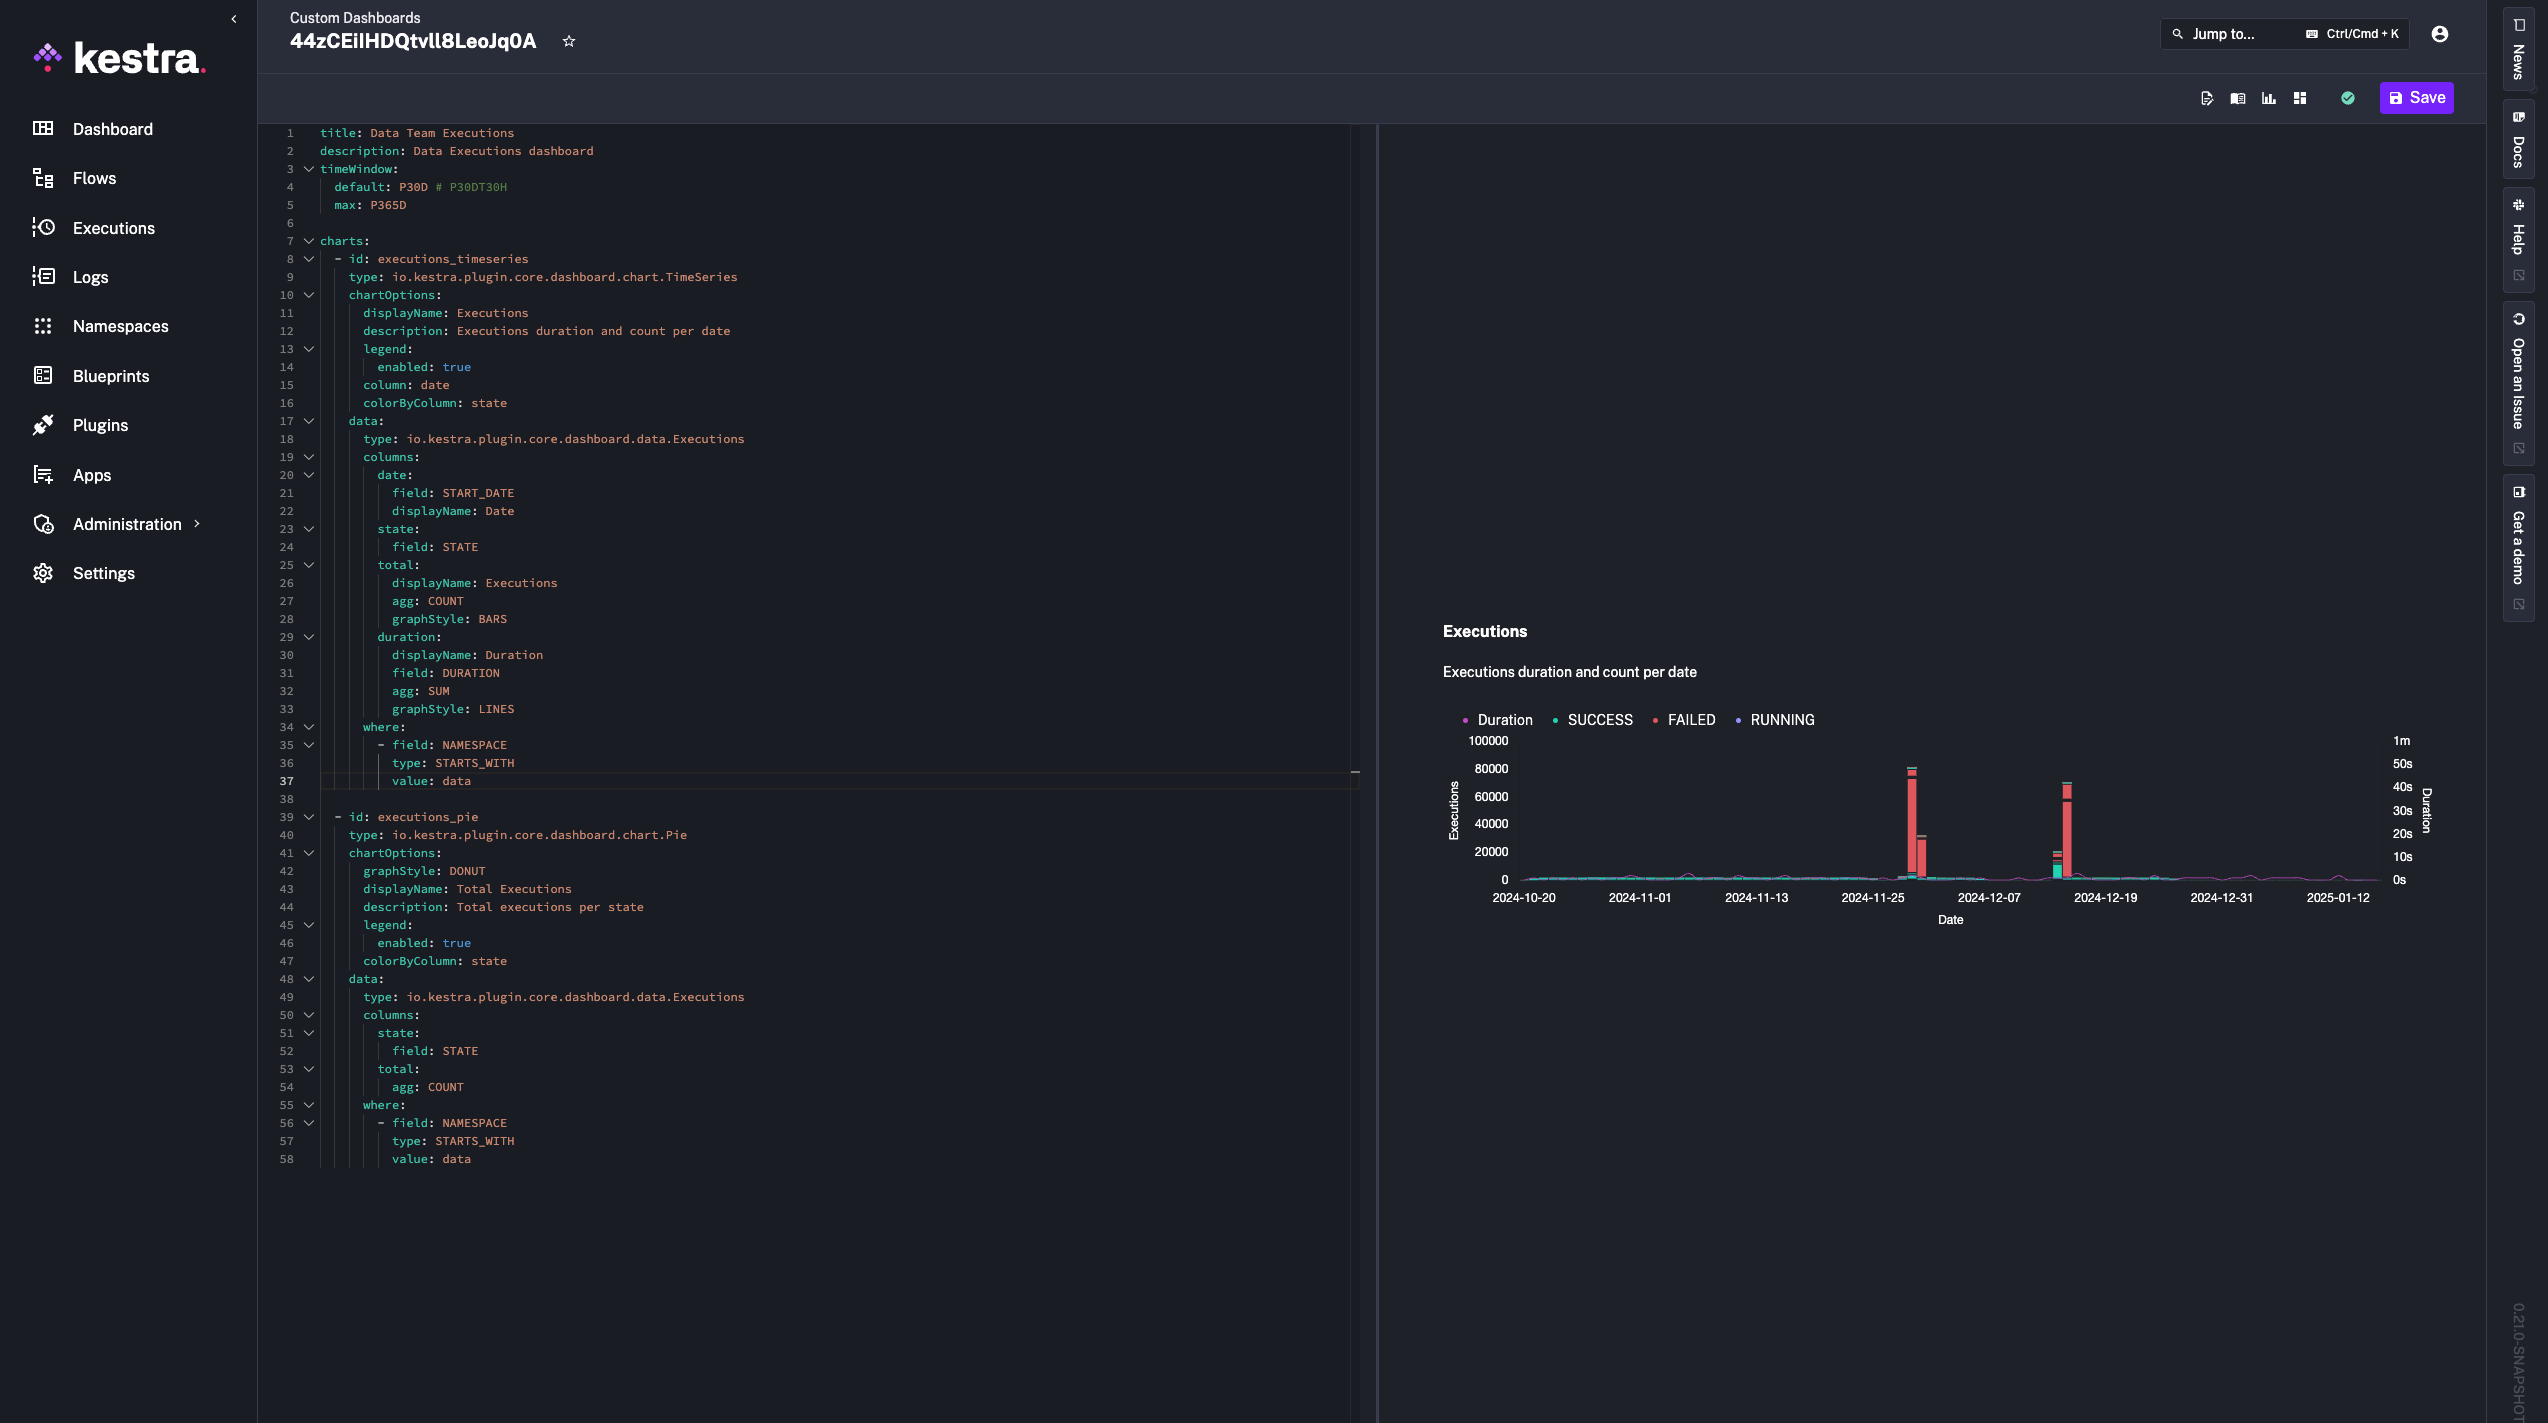 kestra.
Dashboard
Flows
Executions
Logs
Namespaces
Blueprints
Plugins
Apps
Administration
Settings
Custom Dashboards
44zCEiIHDQtvll8LeoJq0A
Jump to...
Ctrl/Cmd + K
Save
1 title: Data Team Executions
2 description: Data Executions dashboard
3 timeWindow:
4 default: P30D # P30DT30H
5 max: P365D
6
7 charts:
8 - id: executions_timeseries
9 type: io.kestra.plugin.core.dashboard.chart.TimeSeries
10 chartOptions:
11 displayName: Executions
12 description: Executions duration and count per date
13 legend:
14 enabled: true
15 column: date
16 colorByColumn: state
17 data:
18 type: io.kestra.plugin.core.dashboard.data.Executions
19 columns:
20 date:
21 field: START_DATE
22 displayName: Date
23 state:
24 field: STATE
25 total:
26 displayName: Executions
27 agg: COUNT
28 graphStyle: BARS
29 duration:
30 displayName: Duration
31 field: DURATION
32 agg: SUM
33 graphStyle: LINES
34 where:
35 - field: NAMESPACE
36 type: STARTS_WITH
37 value: data
38
39 - id: executions_pie
40 type: io.kestra.plugin.core.dashboard.chart.Pie
41 chartOptions:
42 graphStyle: DONUT
43 displayName: Total Executions
44 description: Total executions per state
45 legend:
46 enabled: true
47 colorByColumn: state
48 data:
49 type: io.kestra.plugin.core.dashboard.data.Executions
50 columns:
51 state:
52 field: STATE
53 total:
54 agg: COUNT
55 where:
56 - field: NAMESPACE
57 type: STARTS_WITH
58 value: data
Executions
Executions duration and count per date
Duration SUCCESS FAILED RUNNING
100000
80000
60000
40000
20000
0
Executions
1m
50s
40s
30s
20s
10s
0s
Duration
2024-10-20 2024-11-01 2024-11-13 2024-11-25 2024-12-07 2024-12-19 2024-12-31 2025-01-12
Date
News
Docs
Help
Open an Issue
Get a demo
0.21.0-SNAPSHOT